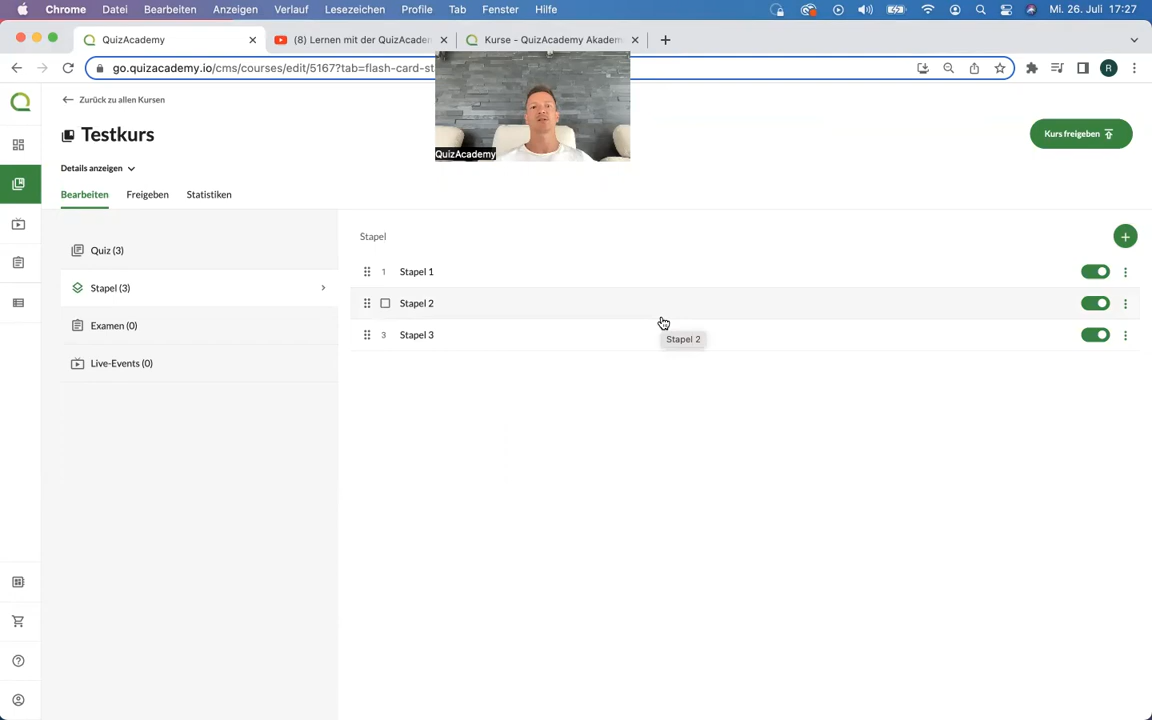 Chrome Datei Bearbeiten Anzeigen Verlauf Lesezeichen Profile Tab Fenster Hilfe Mi. 26. Juli 17:27
QuizAcademy (8) Lernen mit der QuizAcadem Kurse – QuizAcademy Akadem
go.quizacademy.io/cms/courses/edit/5167?tab=flash-card-st R
Zurück zu allen Kursen
Testkurs
Kurs freigeben
QuizAcademy
Details anzeigen
Bearbeiten Freigeben Statistiken
Stapel
Quiz (3)
1 Stapel 1
Stapel (3)
Stapel 2
Examen (0)
3 Stapel 3
Stapel 2
Live-Events (0)